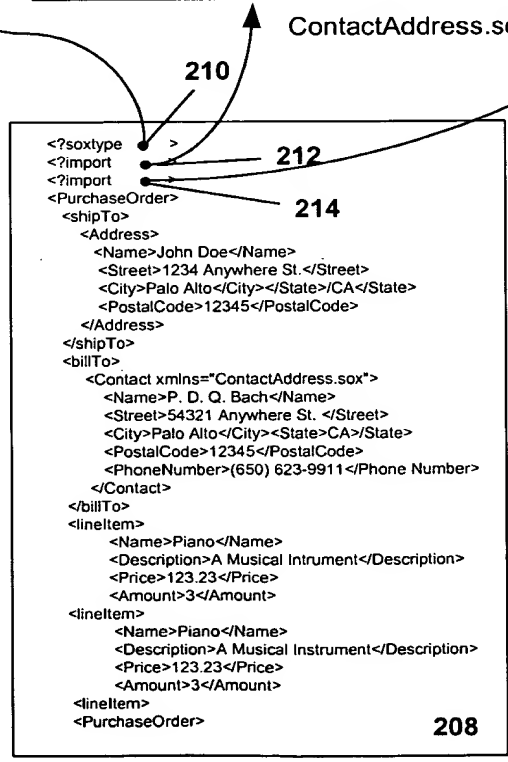 ContactAddress.so
210
<?soxtype >
<?import >
212
<?import >
214
<PurchaseOrder>
<shipTo>
<Address>
<Name>John Doe</Name>
<Street>1234 Anywhere St.</Street>
<City>Palo Alto</City></State>/CA</State>
<PostalCode>12345</PostalCode>
</Address>
</shipTo>
<billTo>
<Contact xmlns="ContactAddress.sox">
<Name>P. D. Q. Bach</Name>
<Street>54321 Anywhere St. </Street>
<City>Palo Alto</City><State>CA>/State>
<PostalCode>12345</PostalCode>
<PhoneNumber>(650) 623-9911</Phone Number>
</Contact>
</billTo>
<lineItem>
<Name>Piano</Name>
<Description>A Musical Intrument</Description>
<Price>123.23</Price>
<Amount>3</Amount>
<lineItem>
<Name>Piano</Name>
<Description>A Musical Instrument</Description>
<Price>123.23</Price>
<Amount>3</Amount>
<lineItem>
<PurchaseOrder>
208